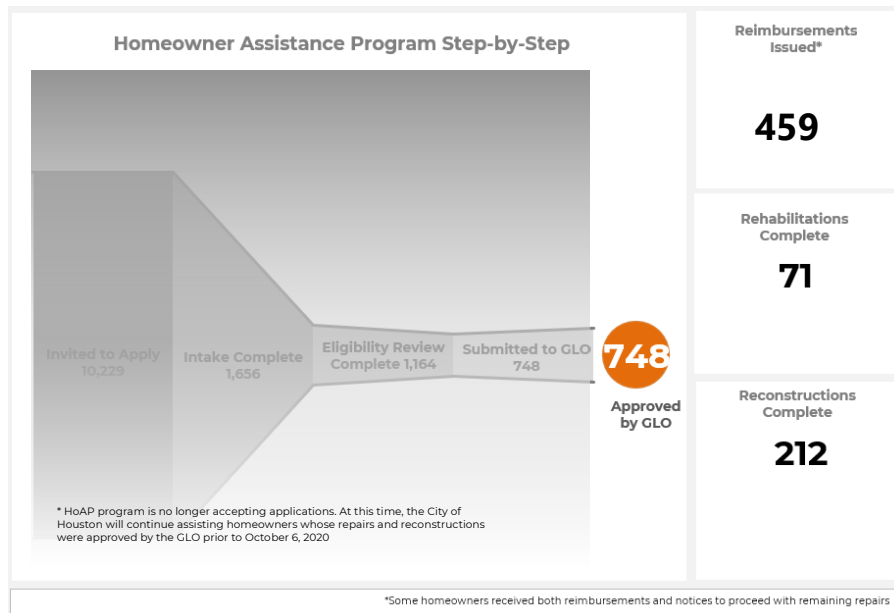 Homeowner Assistance Program Step-by-Step
Invited to Apply
10,229
Intake Complete
1,656
Eligibility Review
Complete 1,164
Submitted to GLO
748
748
Approved
by GLO
* HoAP program is no longer accepting applications. At this time, the City of
Houston will continue assisting homeowners whose repairs and reconstructions
were approved by the GLO prior to October 6, 2020
Reimbursements
Issued*
459
Rehabilitations
Complete
71
Reconstructions
Complete
212
*Some homeowners received both reimbursements and notices to proceed with remaining repairs